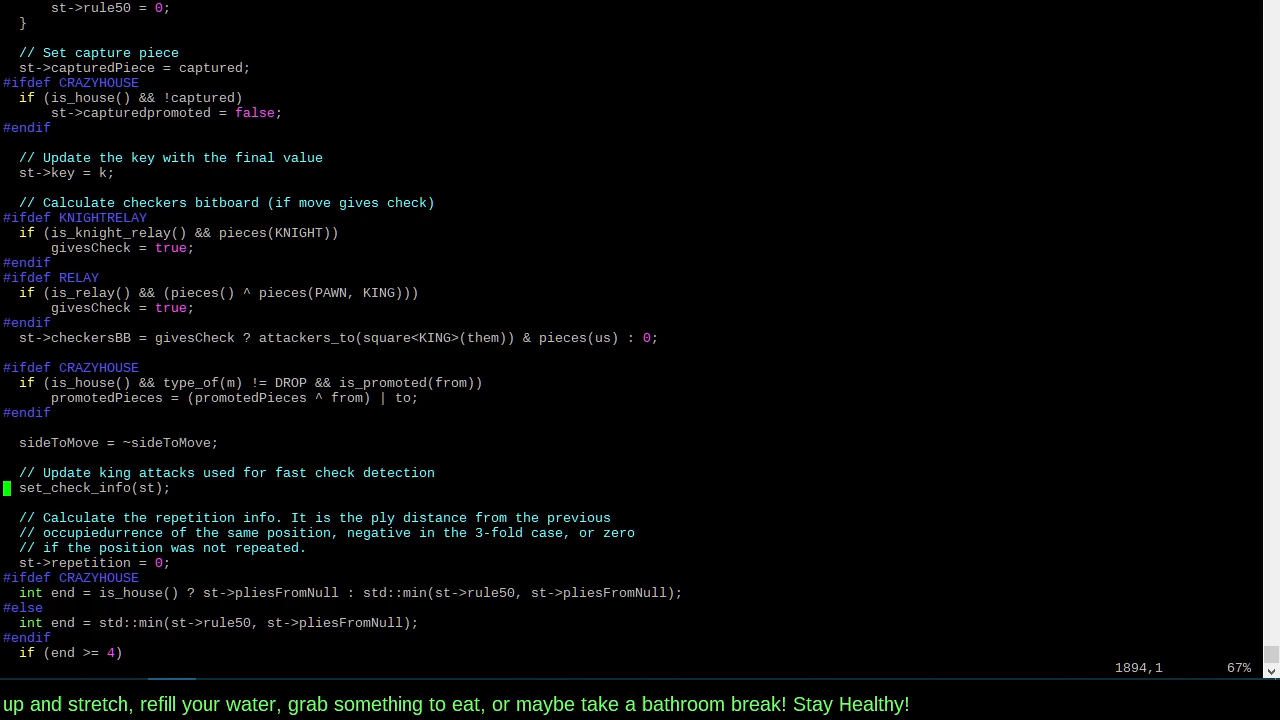 st->rule50 = 0;
}
// Set capture piece
st->capturedPiece = captured;
#ifdef CRAZYHOUSE
if (is_house() && !captured)
st->capturedpromoted = false;
#endif
// Update the key with the final value
st->key = k;
// Calculate checkers bitboard (if move gives check)
#ifdef KNIGHTRELAY
if (is_knight_relay() && pieces(KNIGHT))
givesCheck = true;
#endif
#ifdef RELAY
if (is_relay() && (pieces() ^ pieces(PAWN, KING)))
givesCheck = true;
#endif
st->checkersBB = givesCheck ? attackers_to(square<KING>(them)) & pieces(us) : 0;
#ifdef CRAZYHOUSE
if (is_house() && type_of(m) != DROP && is_promoted(from))
promotedPieces = (promotedPieces ^ from) | to;
#endif
sideToMove = ~sideToMove;
// Update king attacks used for fast check detection
set_check_info(st);
// Calculate the repetition info. It is the ply distance from the previous
// occupiedurrence of the same position, negative in the 3-fold case, or zero
// if the position was not repeated.
st->repetition = 0;
#ifdef CRAZYHOUSE
int end = is_house() ? st->pliesFromNull : std::min(st->rule50, st->pliesFromNull);
#else
int end = std::min(st->rule50, st->pliesFromNull);
#endif
if (end >= 4)
1894,1 67%
up and stretch, refill your water, grab something to eat, or maybe take a bathroom break! Stay Healthy!